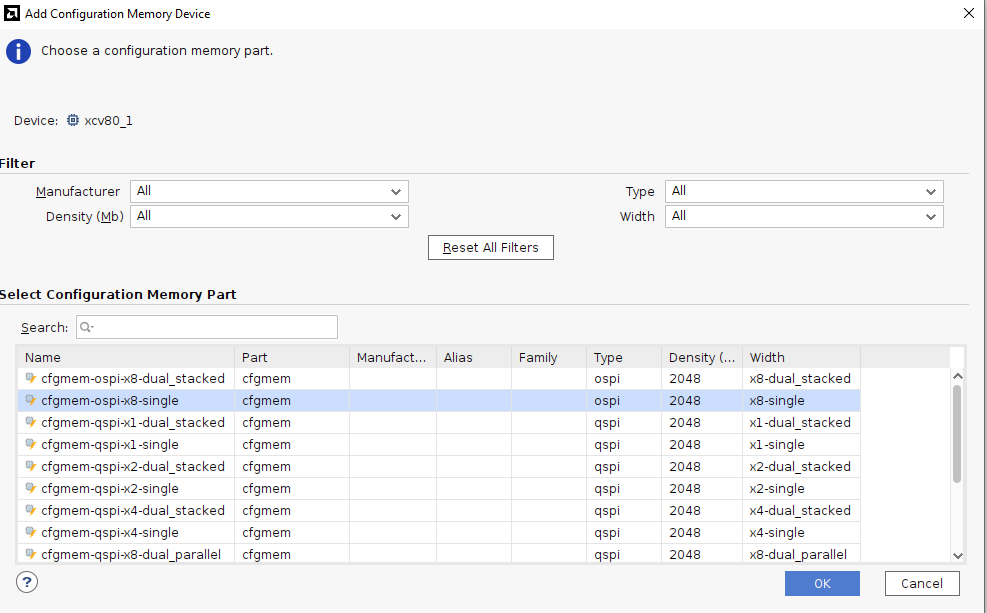 Add Configuration Memory Device
Choose a configuration memory part.
Device: xcv80_1
Filter
Manufacturer All Type All
Density (Mb) All Width All
Reset All Filters
Select Configuration Memory Part
Search: Q-
Name Part Manufact... Alias Family Type Density (... Width
cfgmem-ospi-x8-dual_stacked cfgmem ospi 2048 x8-dual_stacked
cfgmem-ospi-x8-single cfgmem ospi 2048 x8-single
cfgmem-qspi-x1-dual_stacked cfgmem qspi 2048 x1-dual_stacked
cfgmem-qspi-x1-single cfgmem qspi 2048 x1-single
cfgmem-qspi-x2-dual_stacked cfgmem qspi 2048 x2-dual_stacked
cfgmem-qspi-x2-single cfgmem qspi 2048 x2-single
cfgmem-qspi-x4-dual_stacked cfgmem qspi 2048 x4-dual_stacked
cfgmem-qspi-x4-single cfgmem qspi 2048 x4-single
cfgmem-qspi-x8-dual_parallel cfgmem qspi 2048 x8-dual_parallel
? OK Cancel